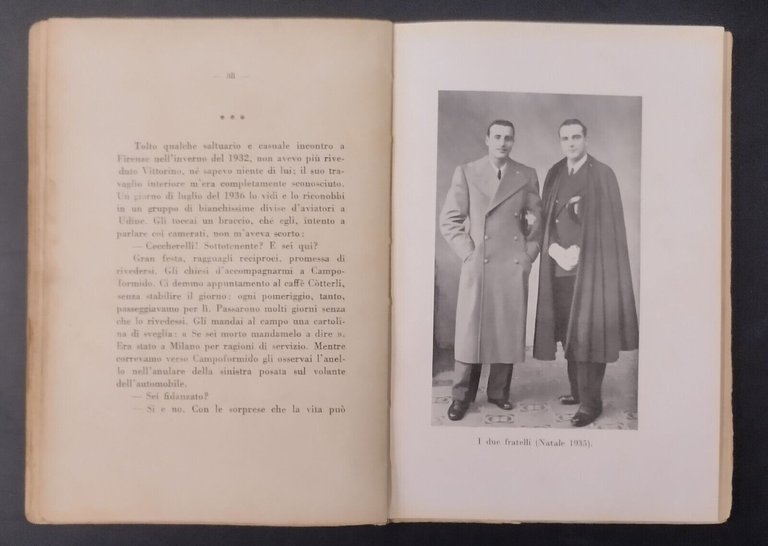 — 38 —
* * *
Tolto qualche saltuario e casuale incontro a
Firenze nell'inverno del 1932, non avevo più rive-
duto Vittorino, né sapevo niente di lui; il suo tra-
vaglio interiore m'era completamente sconosciuto.
Un giorno di luglio del 1936 lo vidi e lo riconobbi
in un gruppo di bianchissime divise d'aviatori a
Udine. Gli toccai un braccio, ché egli, intento a
parlare coi camerati, non m'aveva scorto:
— Ceccherelli! Sottotenente? E sei qui?
Gran festa, ragguagli reciproci, promessa di
rivedersi. Gli chiesi d'accompagnarmi a Campo-
formido. Ci demmo appuntamento al caffè Còtterli,
senza stabilire il giorno: ogni pomeriggio, tanto,
passeggiavamo per lì. Passarono molti giorni senza
che lo rivedessi. Gli mandai al campo una cartolina
di sveglia: « Se sei morto mandamelo a dire ».
Era stato a Milano per ragioni di servizio. Mentre
correvamo verso Campoformido gli osservai l'anel-
lo nell'anulare della sinistra posata sul volante
dell'automobile.
— Sei fidanzato?
— Sì e no. Con le sorprese che la vita può
I due fratelli (Natale 1935).